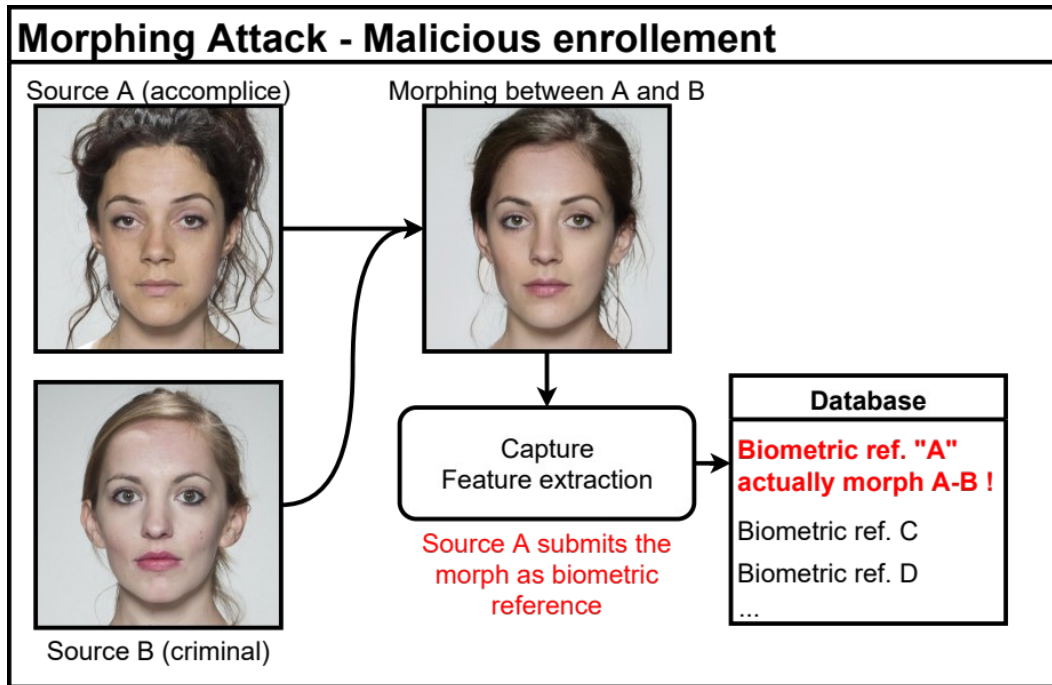 Morphing Attack - Malicious enrollement
Source A (accomplice)
Morphing between A and B
Source B (criminal)
Capture
Feature extraction
Source A submits the
morph as biometric
reference
Database
Biometric ref. "A"
actually morph A-B !
Biometric ref. C
Biometric ref. D
...